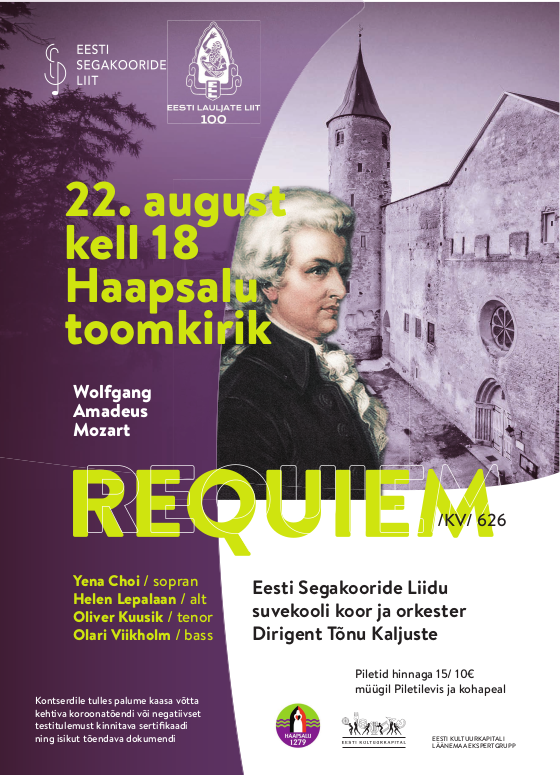 EESTI
SEGAKOORIDE
LIIT
EESTI LAULJATE LIIT
100
22. august
kell 18
Haapsalu
toomkirik
Wolfgang
Amadeus
Mozart
REQUIEM
/KV/ 626
Yena Choi / sopran
Helen Lepalaan / alt
Oliver Kuusik / tenor
Olari Viikholm / bass
Eesti Segakooride Liidu
suvekooli koor ja orkester
Dirigent Tõnu Kaljuste
Piletid hinnaga 15/ 10€
müügil Piletilevis ja kohapeal
Kontserdile tulles palume kaasa võtta
kehtiva koroonatõendi või negatiivset
testitulemust kinnitava sertifikaadi
ning isikut tõendava dokumendi
HAAPSALU
1279
EESTI KULTUURKAPITAL
EESTI KULTUURKAPITALI
LÄÄNEMAA EKSPERTGRUPP